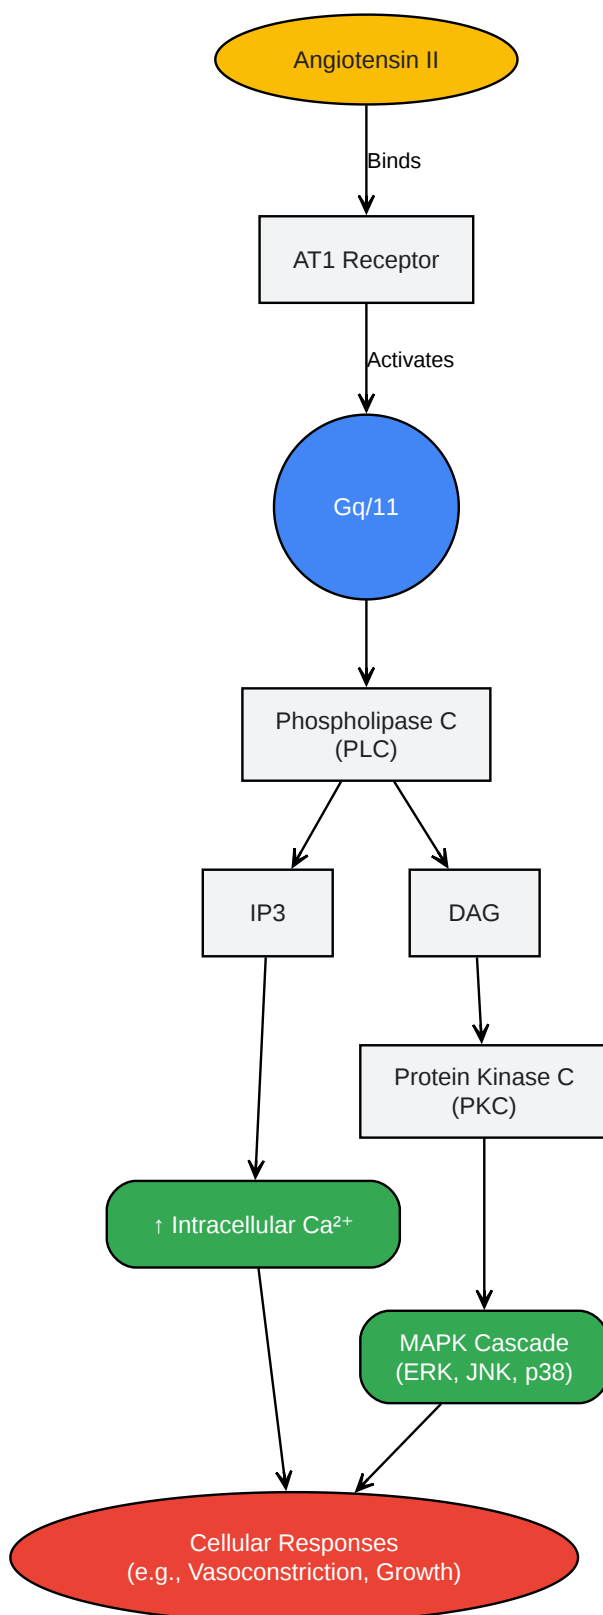 Angiotensin II
Binds
AT1 Receptor
Activates
Gq/11
Phospholipase C
(PLC)
IP3
DAG
Protein Kinase C
(PKC)
↑ Intracellular Ca²⁺
MAPK Cascade
(ERK, JNK, p38)
Cellular Responses
(e.g., Vasoconstriction, Growth)